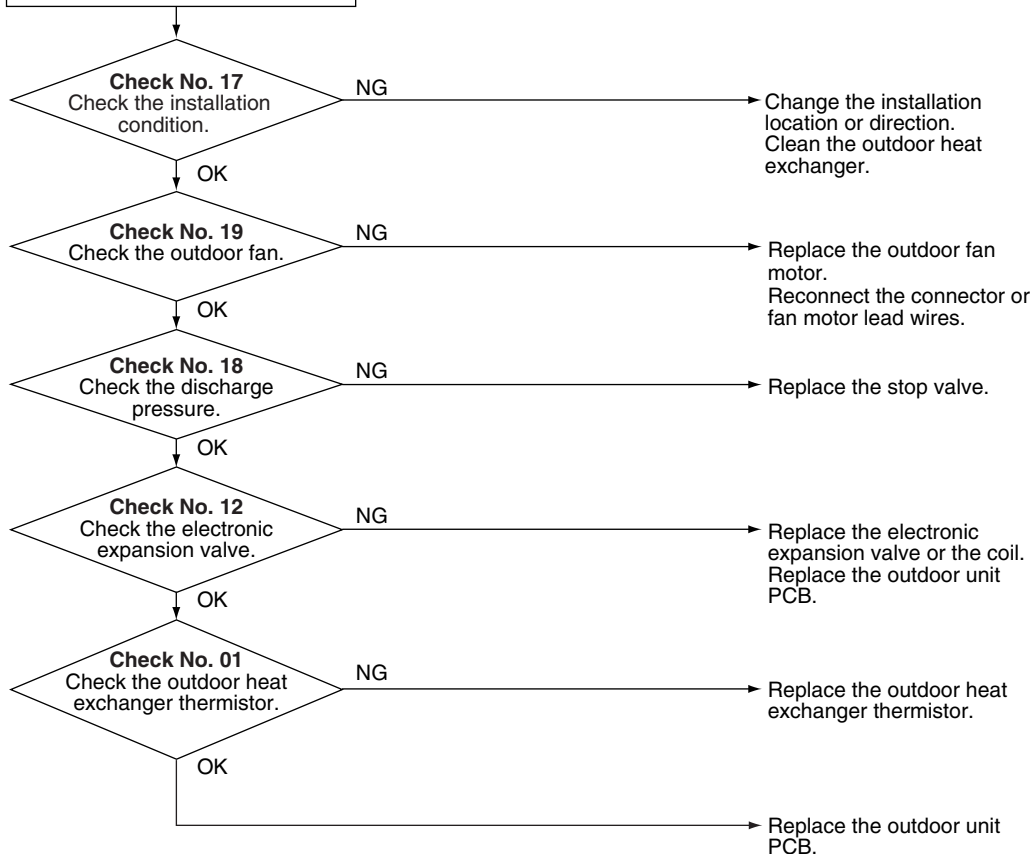 Check No. 17
Check the installation
condition.
NG
Change the installation
location or direction.
Clean the outdoor heat
exchanger.
OK
Check No. 19
Check the outdoor fan.
NG
Replace the outdoor fan
motor.
Reconnect the connector or
fan motor lead wires.
OK
Check No. 18
Check the discharge
pressure.
NG
Replace the stop valve.
OK
Check No. 12
Check the electronic
expansion valve.
NG
Replace the electronic
expansion valve or the coil.
Replace the outdoor unit
PCB.
OK
Check No. 01
Check the outdoor heat
exchanger thermistor.
NG
Replace the outdoor heat
exchanger thermistor.
OK
Replace the outdoor unit
PCB.